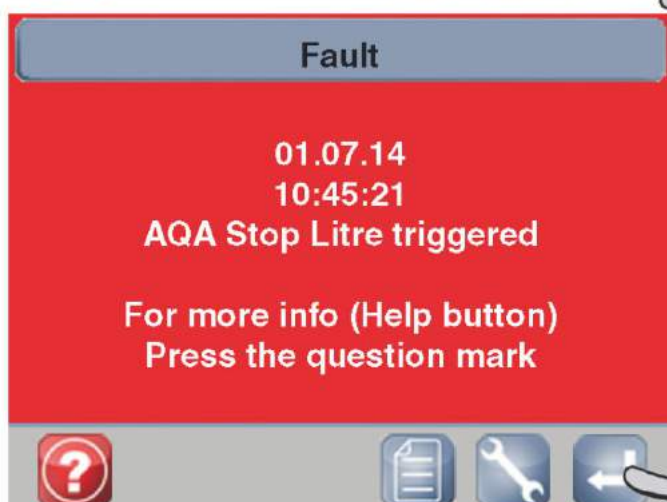 Fault
01.07.14
10:45:21
AQA Stop Litre triggered
For more info (Help button)
Press the question mark
?